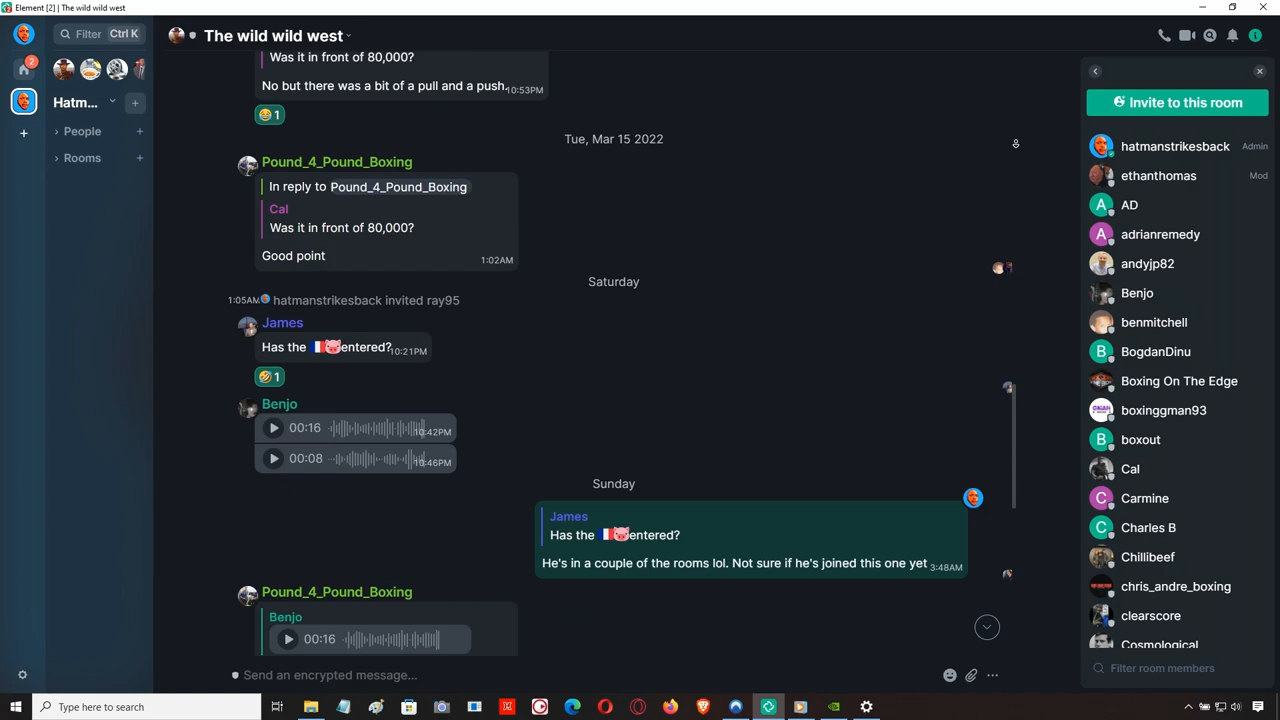 Element [2] | The wild wild west
Filter
Ctrl K
The wild wild west
2
Hatm...
People
Rooms
Was it in front of 80,000?
No but there was a bit of a pull and a push.
10:53PM
😂 1
Tue, Mar 15 2022
Pound_4_Pound_Boxing
In reply to Pound_4_Pound_Boxing
Cal
Was it in front of 80,000?
Good point
1:02AM
Saturday
1:05AM hatmanstrikesback invited ray95
James
Has the 🇫🇷🐷entered?
10:21PM
🤣 1
Benjo
00:16
10:42PM
00:08
10:46PM
Sunday
James
Has the 🇫🇷🐷entered?
He's in a couple of the rooms lol. Not sure if he's joined this one yet
3:48AM
Pound_4_Pound_Boxing
Benjo
00:16
Send an encrypted message...
Invite to this room
hatmanstrikesback Admin
ethanthomas Mod
A AD
A adrianremedy
andyjp82
Benjo
benmitchell
B BogdanDinu
Boxing On The Edge
boxinggman93
B boxout
Cal
C Carmine
C Charles B
Chillibeef
chris_andre_boxing
clearscore
Cosmological
Filter room members
Type here to search